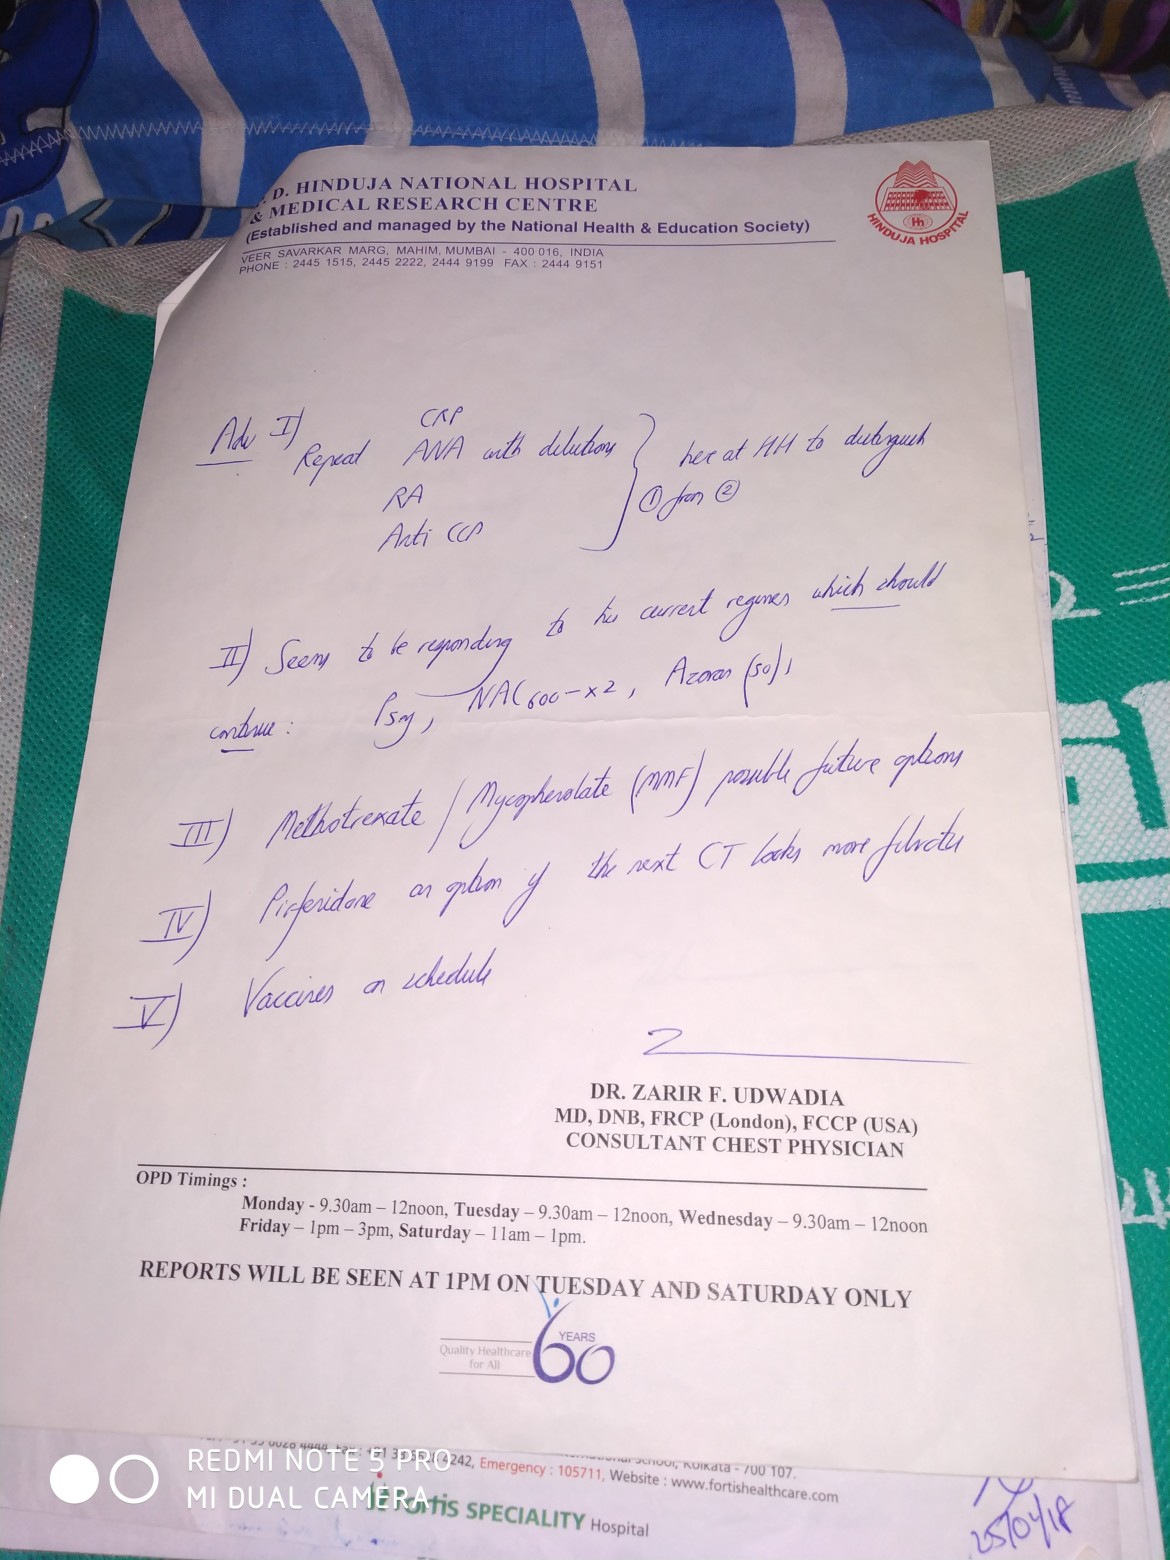 D. HINDUJA NATIONAL HOSPITAL
& MEDICAL RESEARCH CENTRE
(Established and managed by the National Health & Education Society)
VEER SAVARKAR MARG, MAHIM, MUMBAI - 400 016, INDIA
PHONE : 2445 1515, 2445 2222, 2444 9199 FAX : 2444 9151
HINDUJA HOSPITAL
Adv I)
CRP
Repeat ANA with dilutions here at HH to distinguish
RA ① from ②
Anti CCP
II) Seems to be responding to his current regimen which should
continue : P 5mg, NAC 600 - x2, Azoran (50),
III) Methotrexate / Mycophenolate (MMF) possible future options
IV) Pirfenidone an option if the next CT looks more fibrotic
V) Vaccines on schedule
DR. ZARIR F. UDWADIA
MD, DNB, FRCP (London), FCCP (USA)
CONSULTANT CHEST PHYSICIAN
OPD Timings :
Monday - 9.30am – 12noon, Tuesday – 9.30am – 12noon, Wednesday – 9.30am – 12noon
Friday – 1pm – 3pm, Saturday – 11am – 1pm.
REPORTS WILL BE SEEN AT 1PM ON TUESDAY AND SATURDAY ONLY
Quality Healthcare for All
60 YEARS
School, Kolkata - 700 107.
4242, Emergency : 105711, Website : www.fortishealthcare.com
Fortis SPECIALITY Hospital
25/04/18
REDMI NOTE 5 PRO
MI DUAL CAMERA